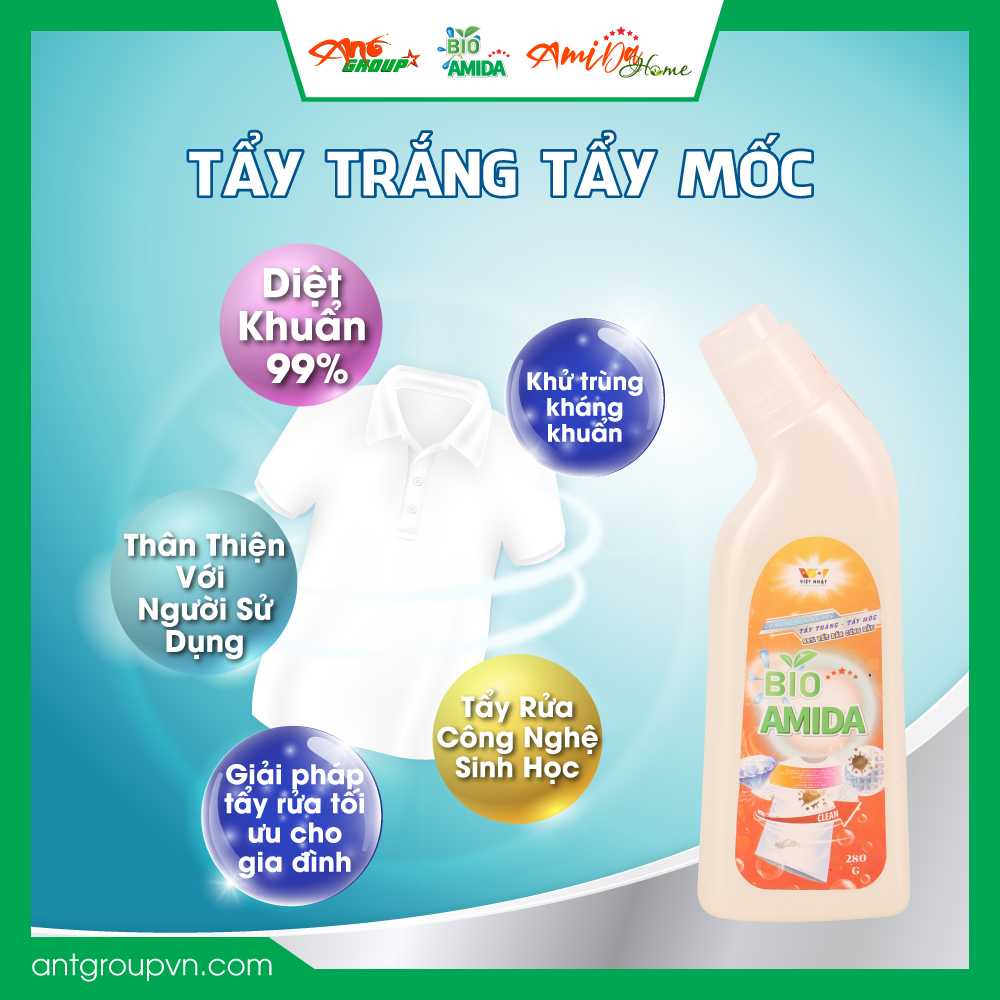 Ant GROUP
BIO
AMIDA
AmiDa Home
TẨY TRẮNG TẨY MỐC
Diệt
Khuẩn
99%
Khử trùng
kháng
khuẩn
Thân Thiện
Với
Người Sử
Dụng
Tẩy Rửa
Công Nghệ
Sinh Học
Giải pháp
tẩy rửa tối
ưu cho
gia đình
VIỆT NHẬT
TẨY TRẮNG - TẨY MỐC
BIO
AMIDA
CLEAN
280
G
antgroupvn.com